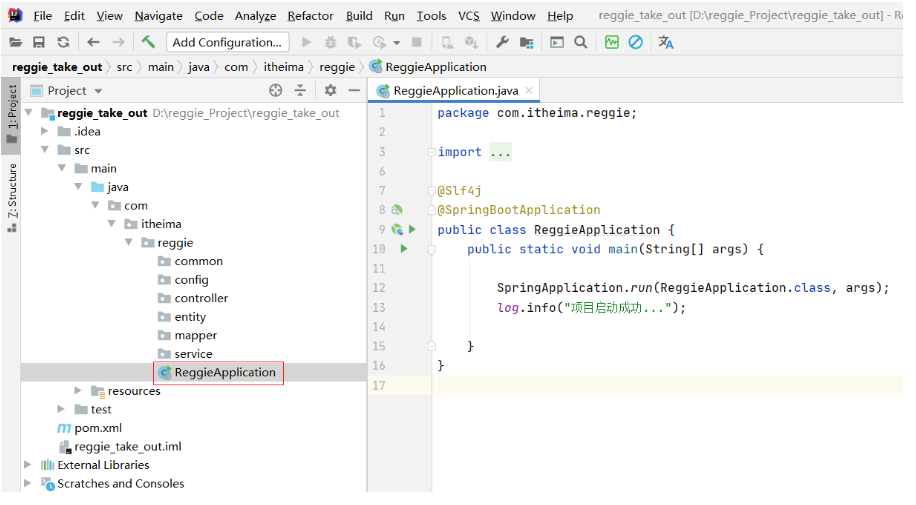 File Edit View Navigate Code Analyze Refactor Build Run Tools VCS Window Help reggie_take_out [D:\reggie_Project\reggie_take_out] - Re
Add Configuration...
reggie_take_out src main java com itheima reggie ReggieApplication
1: Project
Z: Structure
Project
reggie_take_out D:\reggie_Project\reggie_take_out
.idea
src
main
java
com
itheima
reggie
common
config
controller
entity
mapper
service
ReggieApplication
resources
test
pom.xml
reggie_take_out.iml
External Libraries
Scratches and Consoles
ReggieApplication.java
1 package com.itheima.reggie;
2
3 import ...
6
7 @Slf4j
8 @SpringBootApplication
9 public class ReggieApplication {
10 public static void main(String[] args) {
11
12 SpringApplication.run(ReggieApplication.class, args);
13 log.info("项目启动成功...");
14
15 }
16 }
17